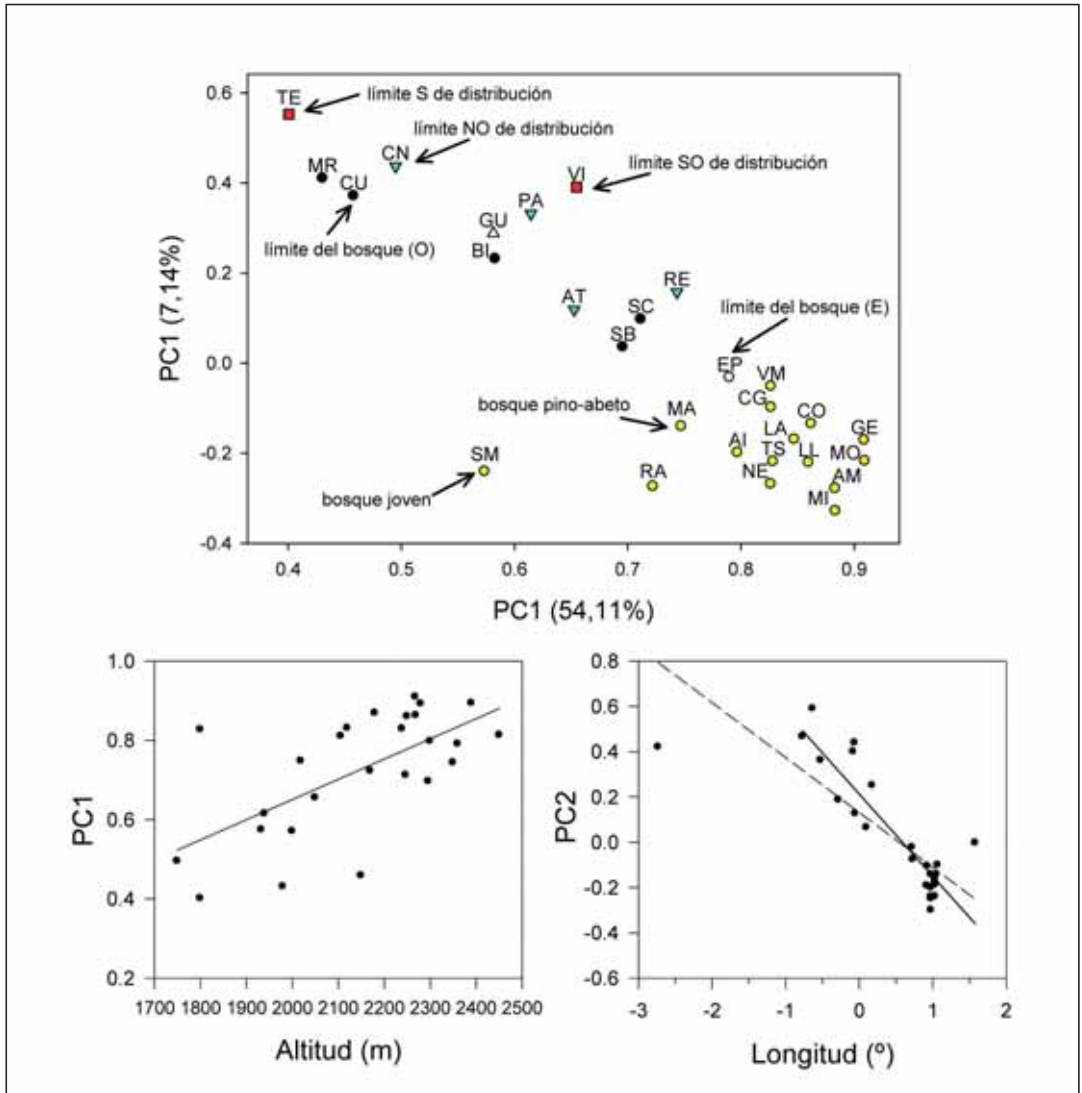 0.6
0.4
0.2
0.0
-0.2
-0.4
PC1 (7,14%)
TE
límite S de distribución
CN
límite NO de distribución
MR
CU
VI
límite SO de distribución
PA
GU
límite del bosque (O)
BI
AT
RE
SC
límite del bosque (E)
SB
EP
VM
CG
bosque pino-abeto
MA
CO
LA
GE
AI
TS
LL
MO
SM
RA
NE
AM
MI
bosque joven
0.4 0.5 0.6 0.7 0.8 0.9
PC1 (54,11%)
1.0
0.8
0.6
0.4
0.2
PC1
1700 1800 1900 2000 2100 2200 2300 2400 2500
Altitud (m)
0.8
0.6
0.4
0.2
0.0
-0.2
-0.4
-0.6
PC2
-3 -2 -1 0 1 2
Longitud (º)